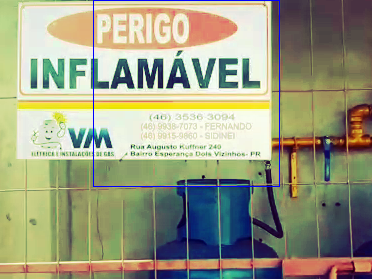 PERIGO
INFLAMÁVEL
(46) 3536 3094
(46) 9938-7073 - FERNANDO
(46) 9915-9860 - SIDINEI
VM
ELÉTRICA E INSTALAÇÕES DE GÁS
Rua Augusto Kuffner 240
Bairro Esperança Dois Vizinhos- PR